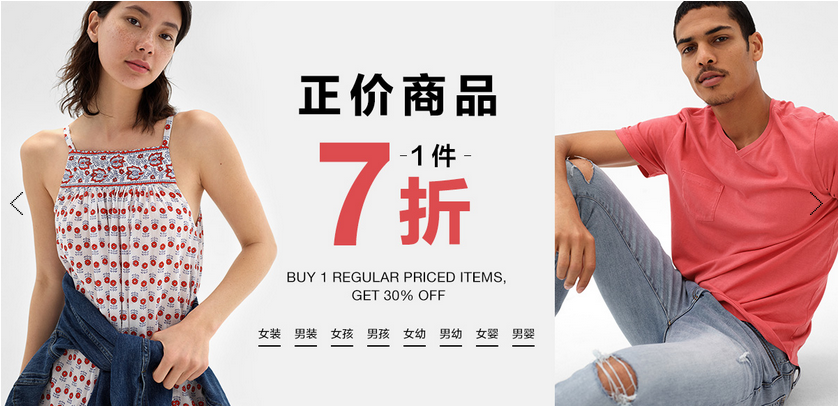 正价商品
7
-1件-
折
BUY 1 REGULAR PRICED ITEMS,
GET 30% OFF
女装 男装 女孩 男孩 女幼 男幼 女婴 男婴